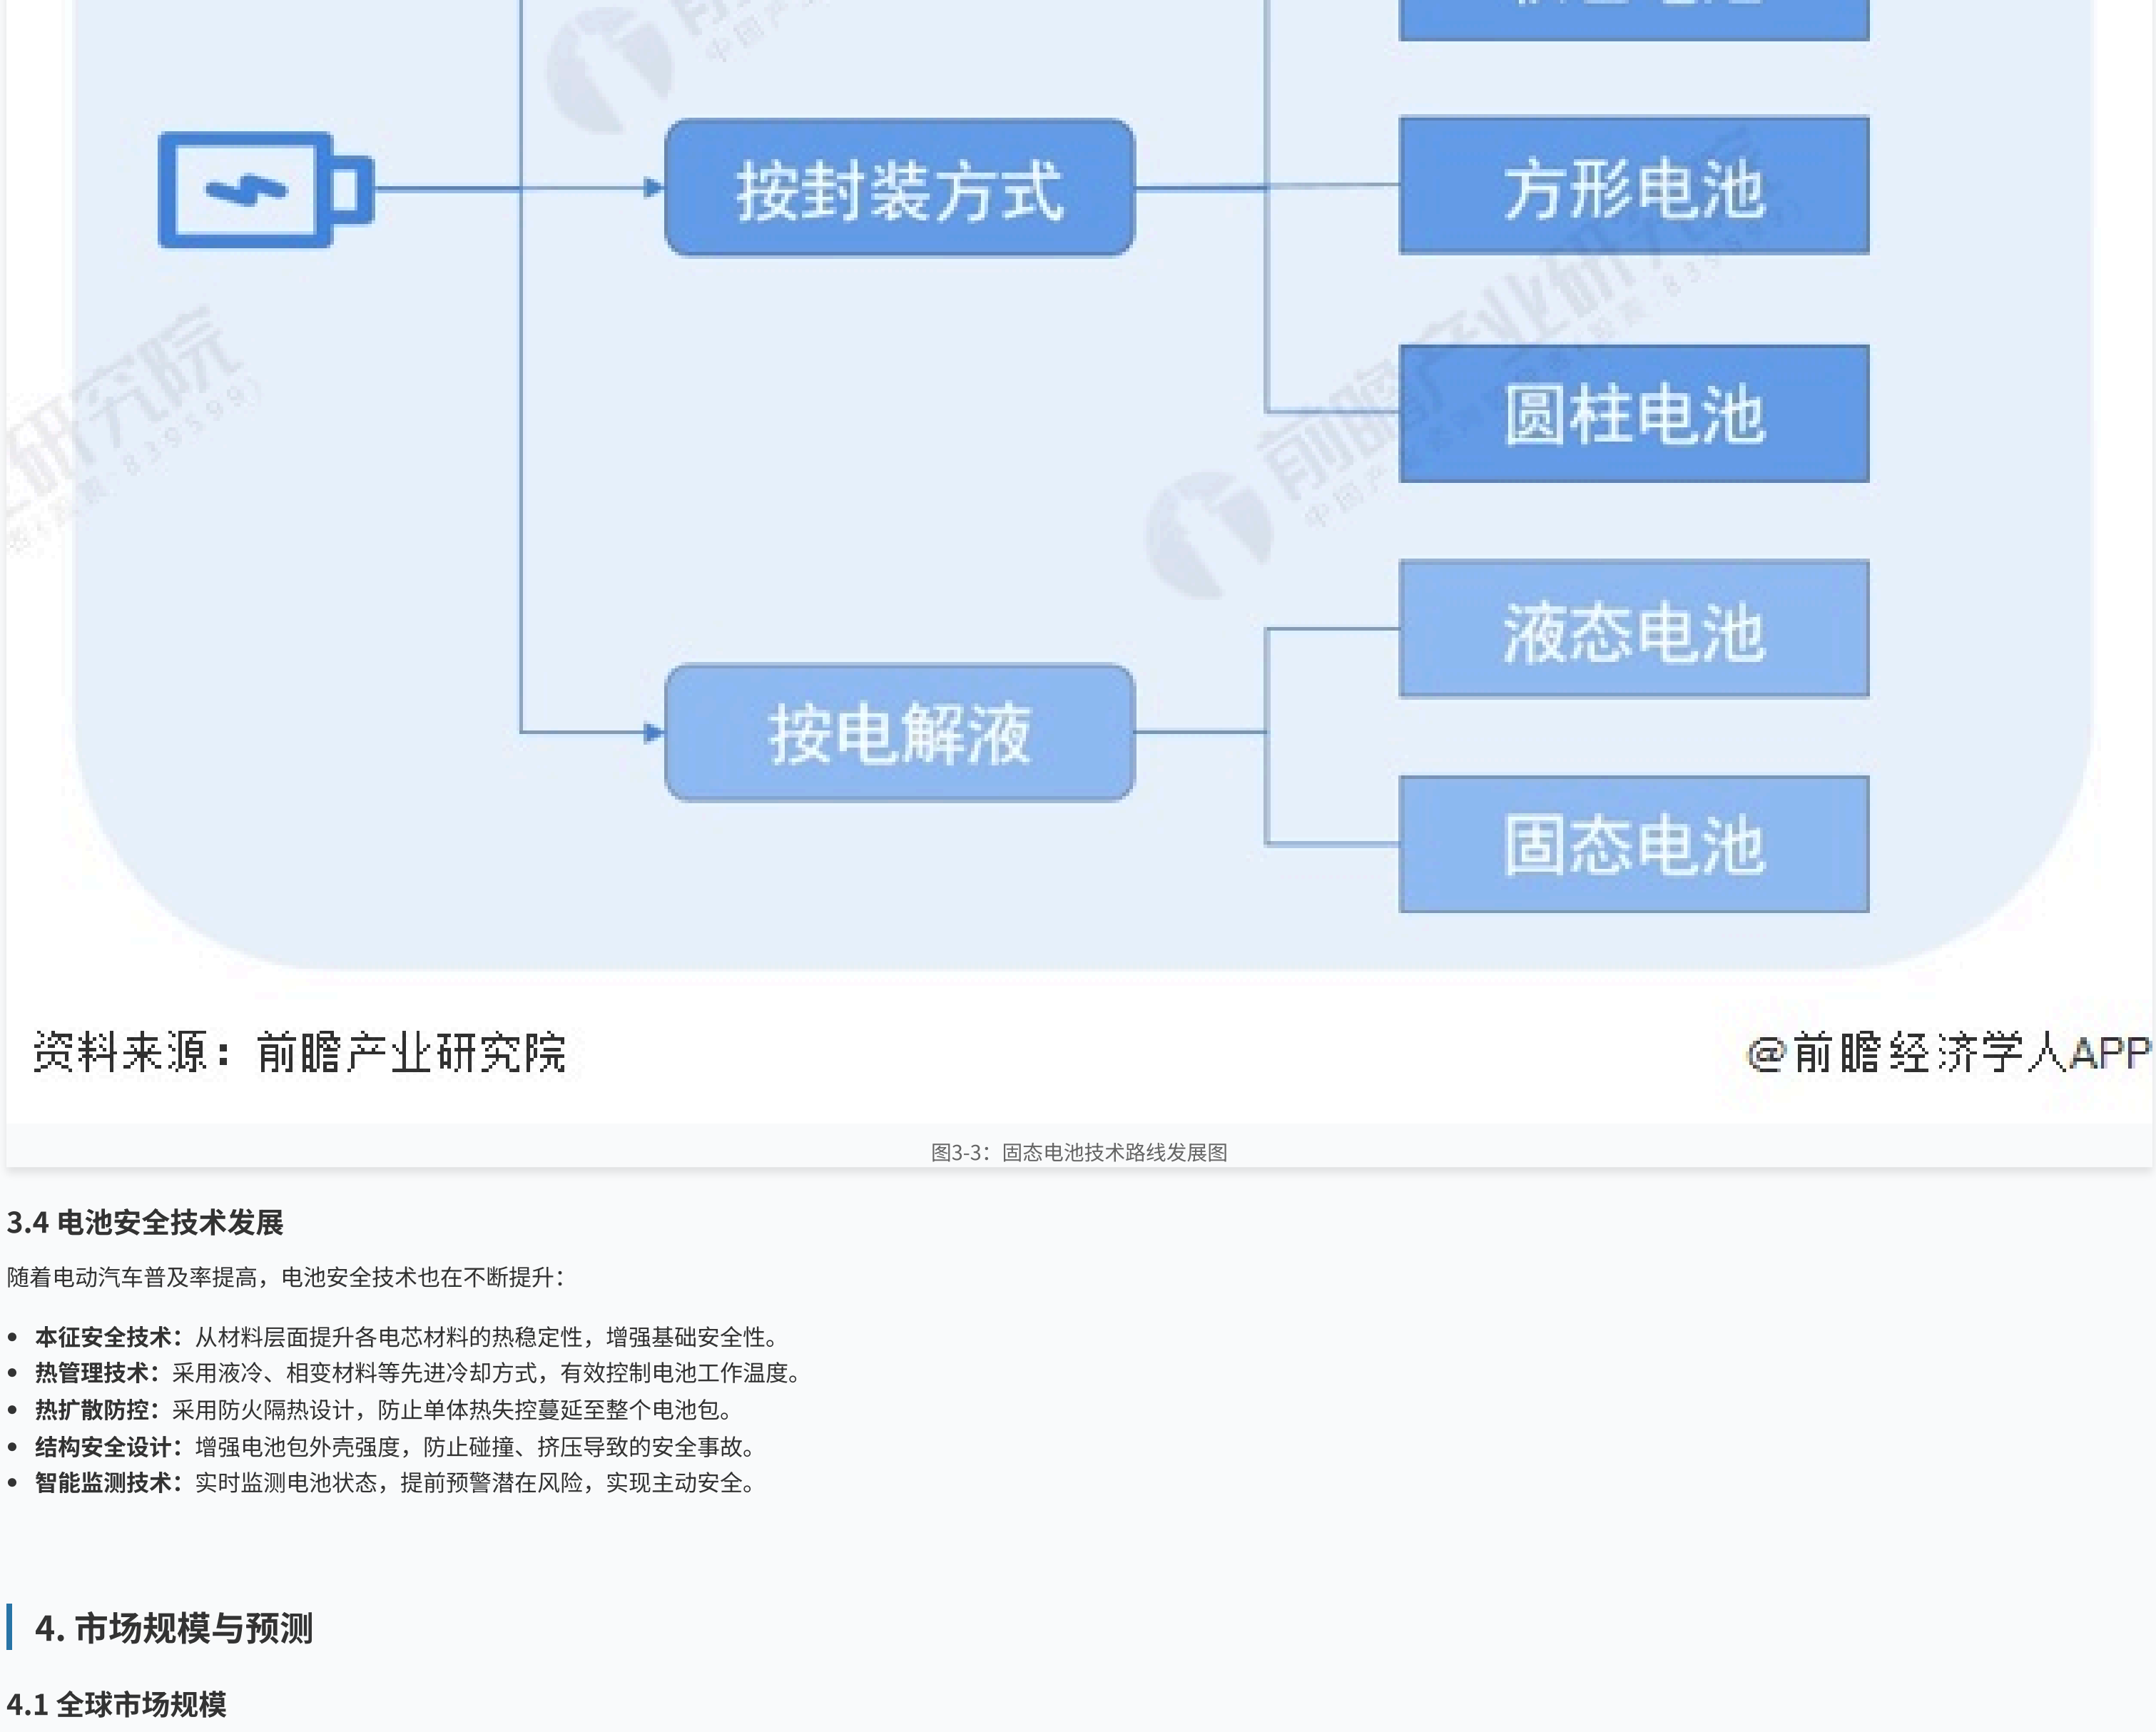 按封装方式
方形电池
圆柱电池
液态电池
按电解液
固态电池
前瞻产业研究院
研究院
839599)
资料来源：前瞻产业研究院
@前瞻经济学人APP
图3-3：固态电池技术路线发展图
3.4 电池安全技术发展
随着电动汽车普及率提高，电池安全技术也在不断提升：
• 本征安全技术：从材料层面提升各电芯材料的热稳定性，增强基础安全性。
• 热管理技术：采用液冷、相变材料等先进冷却方式，有效控制电池工作温度。
• 热扩散防控：采用防火隔热设计，防止单体热失控蔓延至整个电池包。
• 结构安全设计：增强电池包外壳强度，防止碰撞、挤压导致的安全事故。
• 智能监测技术：实时监测电池状态，提前预警潜在风险，实现主动安全。
4. 市场规模与预测
4.1 全球市场规模